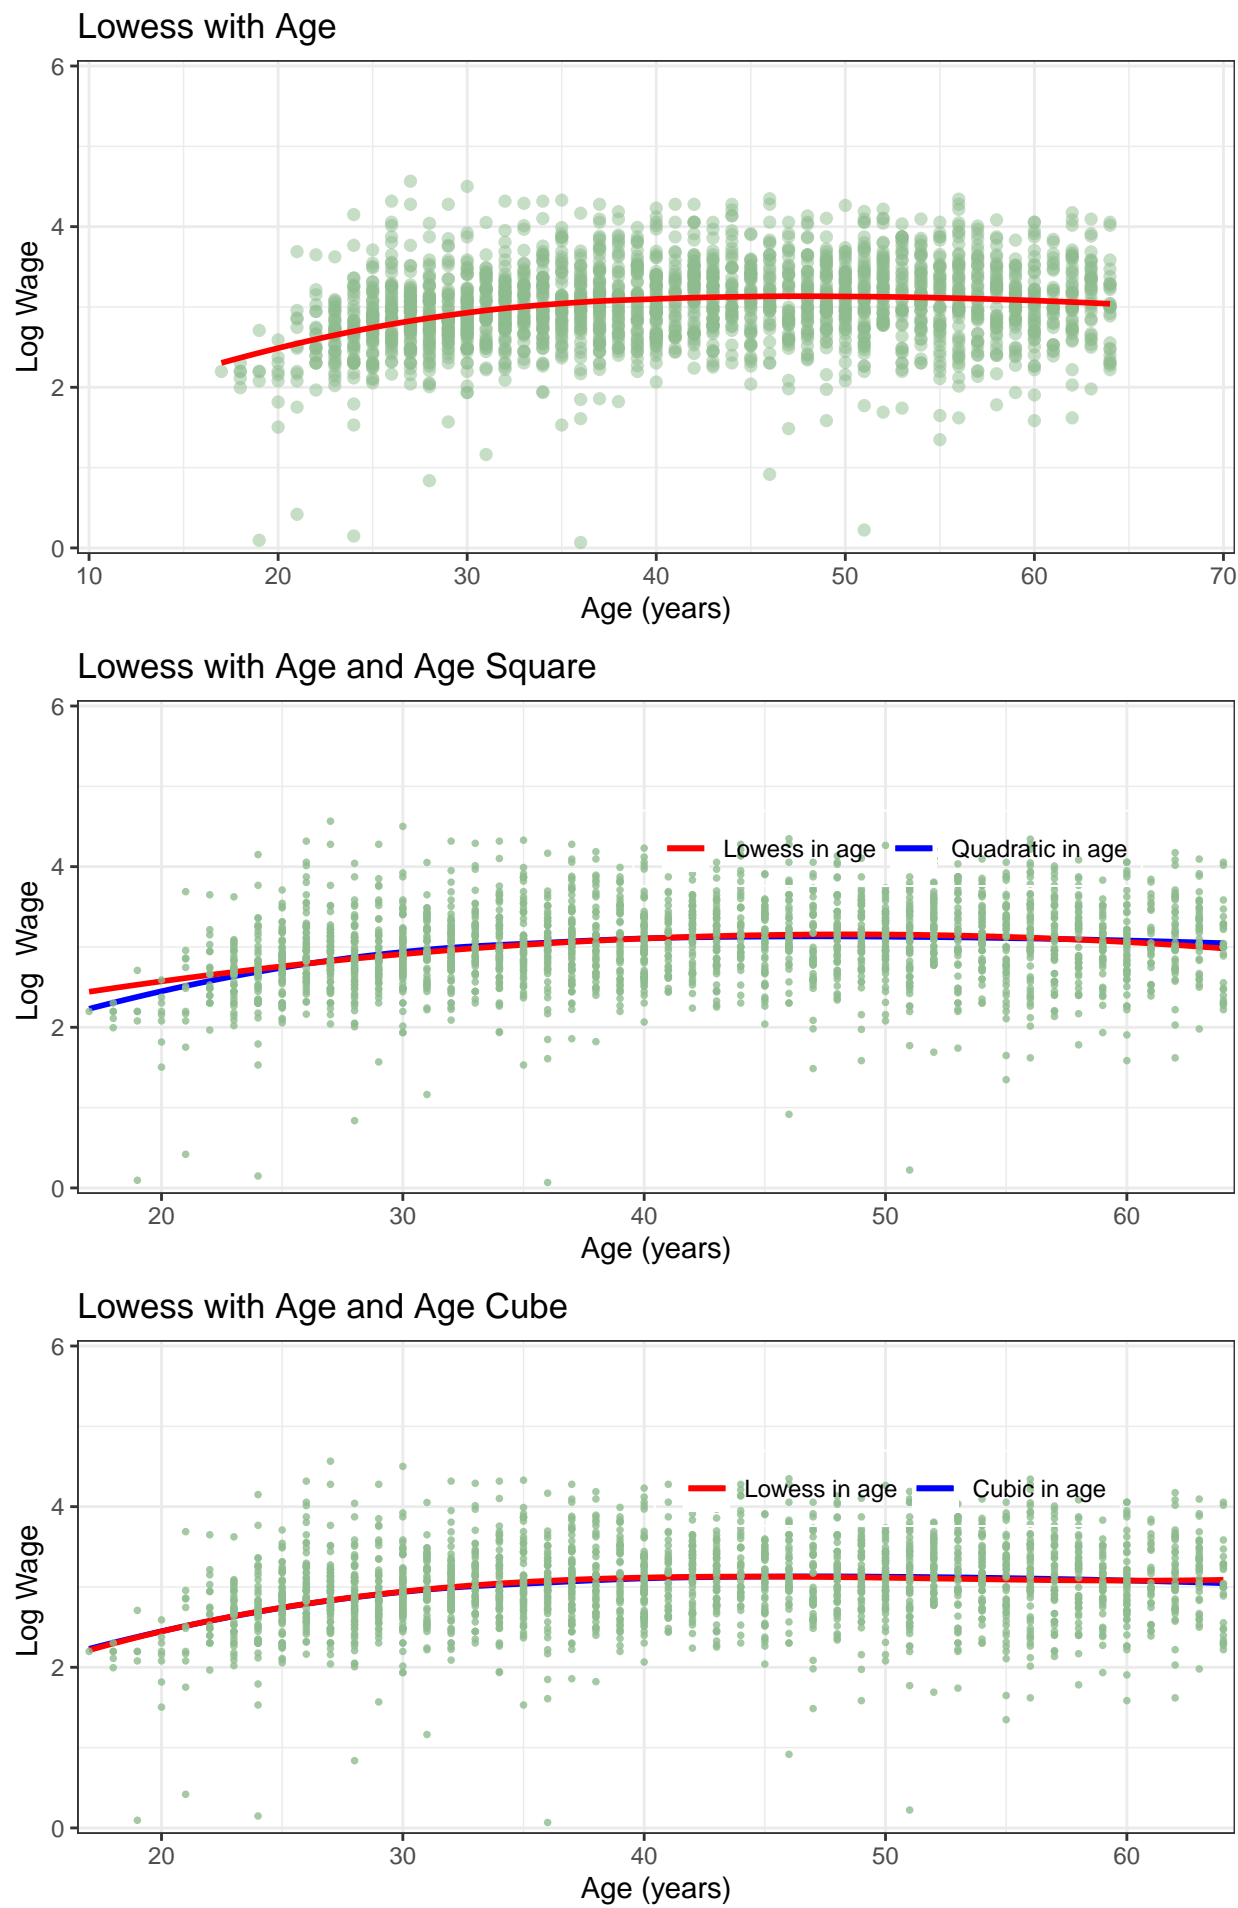 Lowess with Age
6
4
2
0
Log Wage
10 20 30 40 50 60 70
Age (years)
Lowess with Age and Age Square
6
4
2
0
Log  Wage
Lowess in age Quadratic in age
20 30 40 50 60
Age (years)
Lowess with Age and Age Cube
6
4
2
0
Log Wage
Lowess in age Cubic in age
20 30 40 50 60
Age (years)